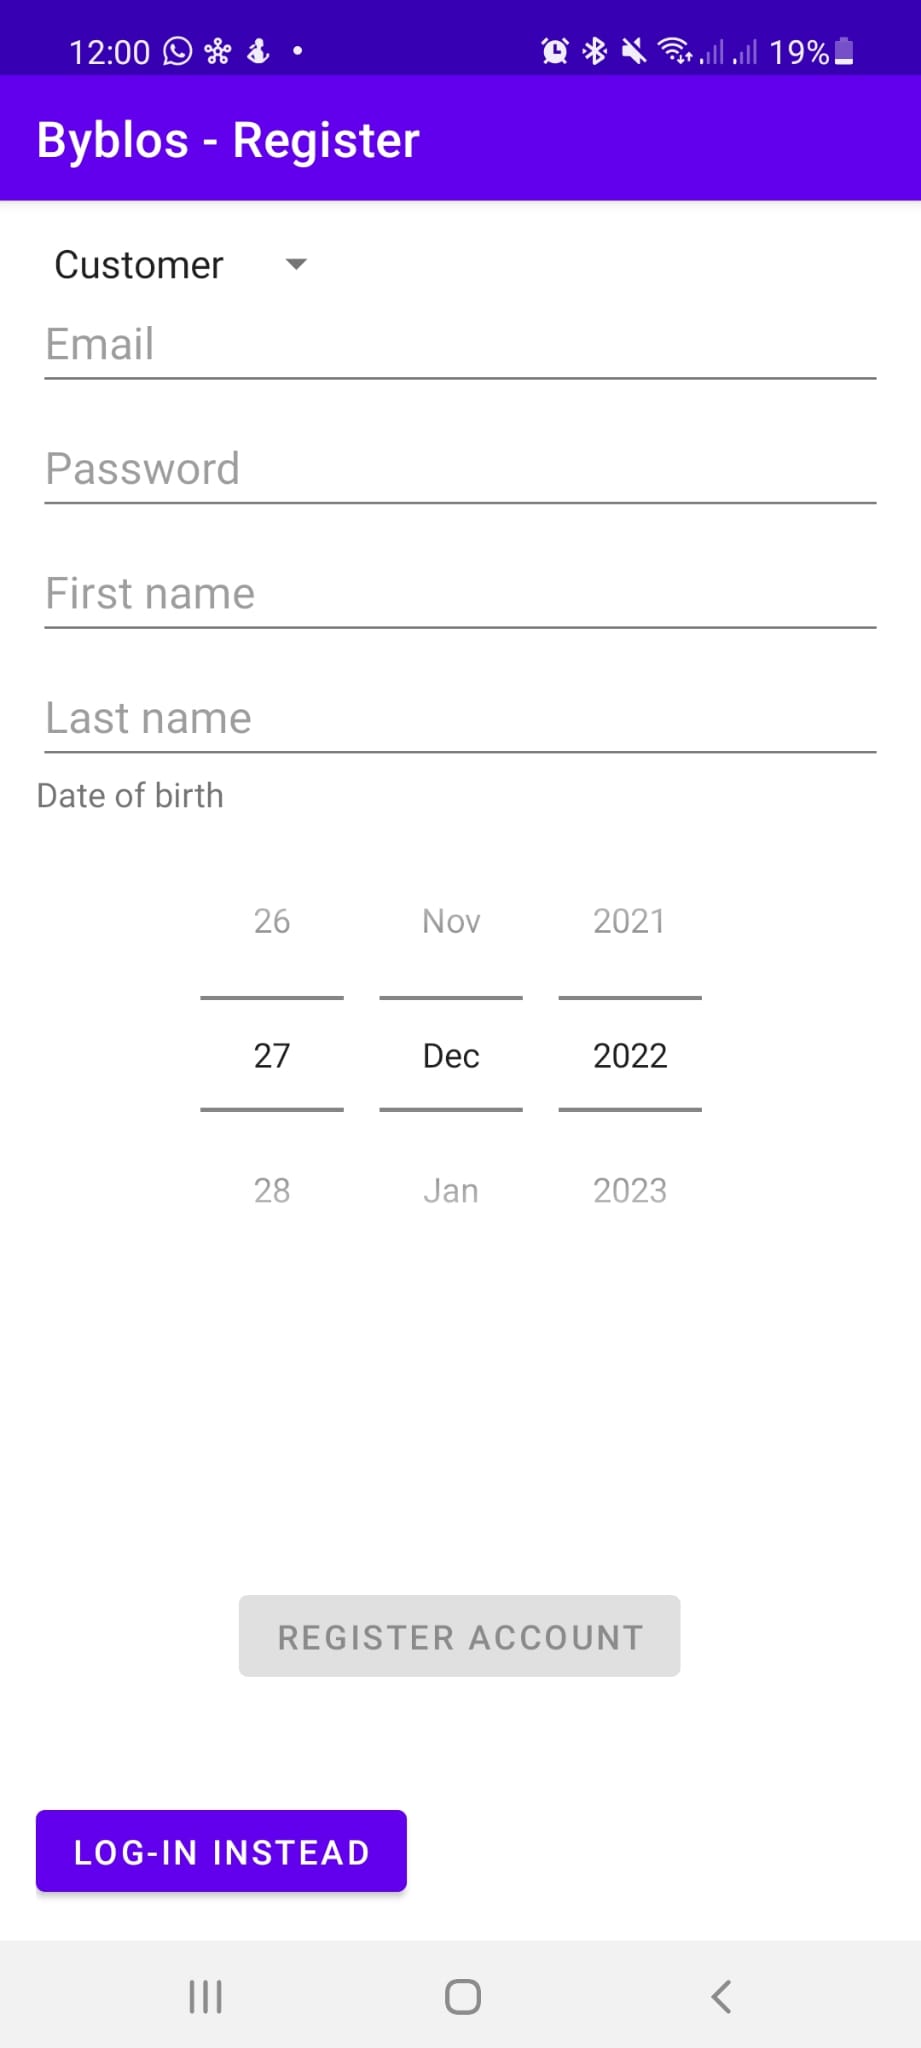 12:00 19%
Byblos - Register
Customer
Email
Password
First name
Last name
Date of birth
26 Nov 2021
27 Dec 2022
28 Jan 2023
REGISTER ACCOUNT
LOG-IN INSTEAD